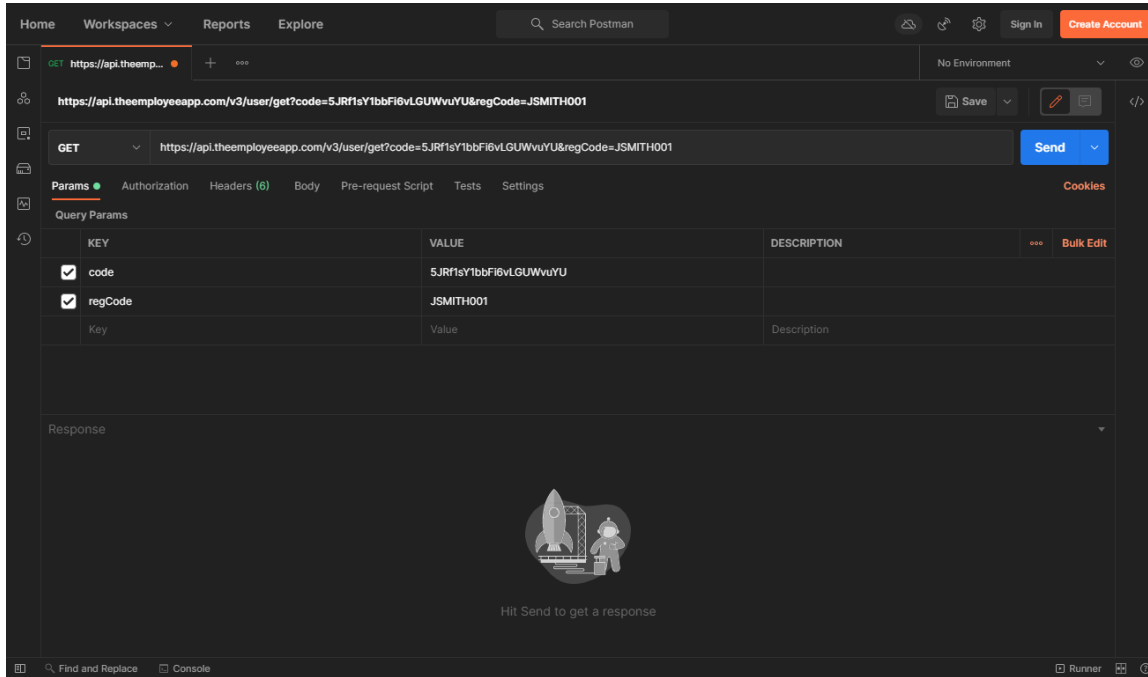 Home Workspaces Reports Explore Search Postman Sign In Create Account
GET https://api.theemp... No Environment
https://api.theemployeeapp.com/v3/user/get?code=5JRf1sY1bbFi6vLGUWvuYU&regCode=JSMITH001 Save
GET https://api.theemployeeapp.com/v3/user/get?code=5JRf1sY1bbFi6vLGUWvuYU&regCode=JSMITH001 Send
Params Authorization Headers (6) Body Pre-request Script Tests Settings Cookies
Query Params
KEY VALUE DESCRIPTION Bulk Edit
code 5JRf1sY1bbFi6vLGUWvuYU
regCode JSMITH001
Key Value Description
Response
Hit Send to get a response
Find and Replace Console Runner